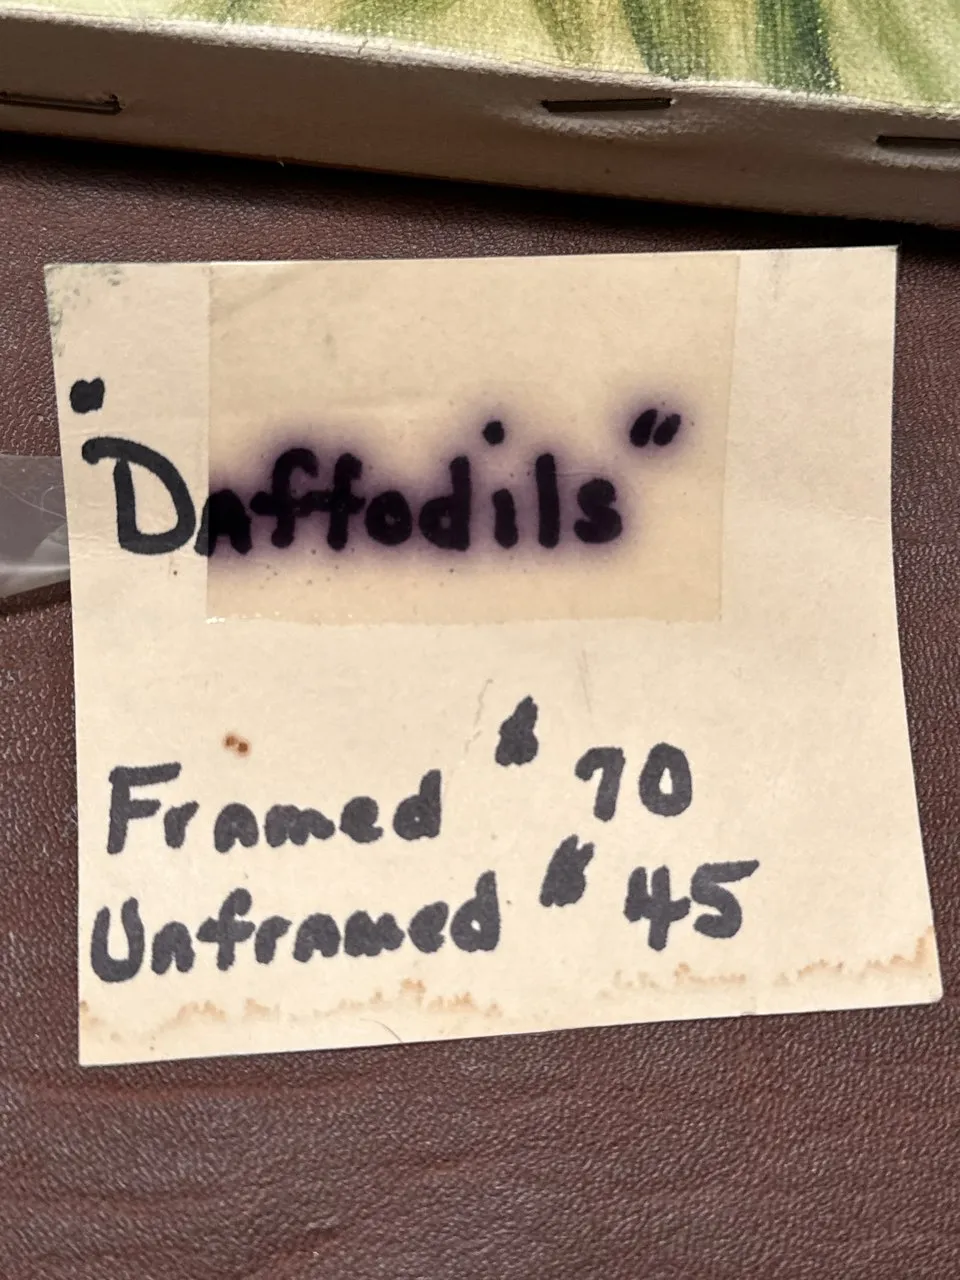 "Daffodils"
Framed $70
Unframed $45